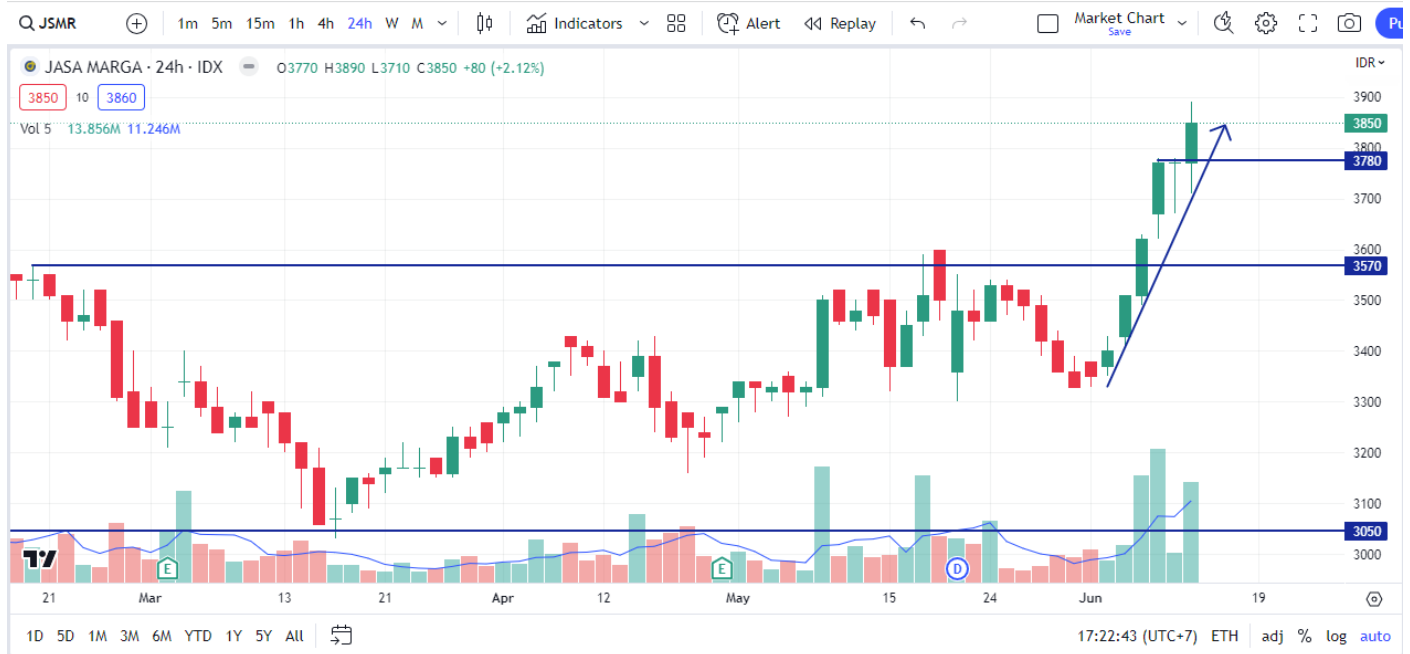 JSMR 1m 5m 15m 1h 4h 24h W M Indicators Alert Replay Market Chart Pu
Save
JASA MARGA · 24h · IDX O3770 H3890 L3710 C3850 +80 (+2.12%) IDR
3850 10 3860
Vol 5 13.856M 11.246M
3900
3850
3800
3780
3700
3600
3570
3500
3400
3300
3200
3100
3050
3000
E E D
21 Mar 13 21 Apr 12 May 15 24 Jun 19
1D 5D 1M 3M 6M YTD 1Y 5Y All 17:22:43 (UTC+7) ETH adj % log auto